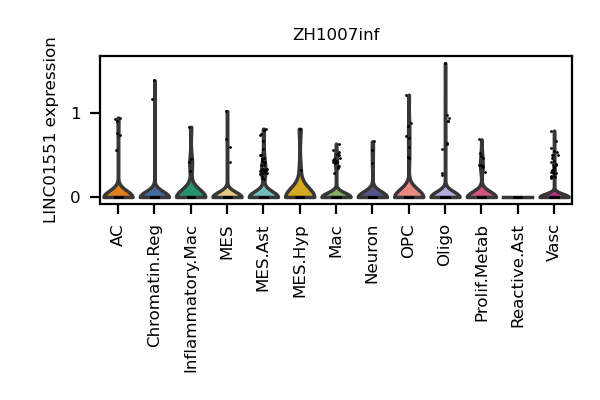 ZH1007inf
LINC01551 expression
1
0
AC
Chromatin.Reg
Inflammatory.Mac
MES
MES.Ast
MES.Hyp
Mac
Neuron
OPC
Oligo
Prolif.Metab
Reactive.Ast
Vasc